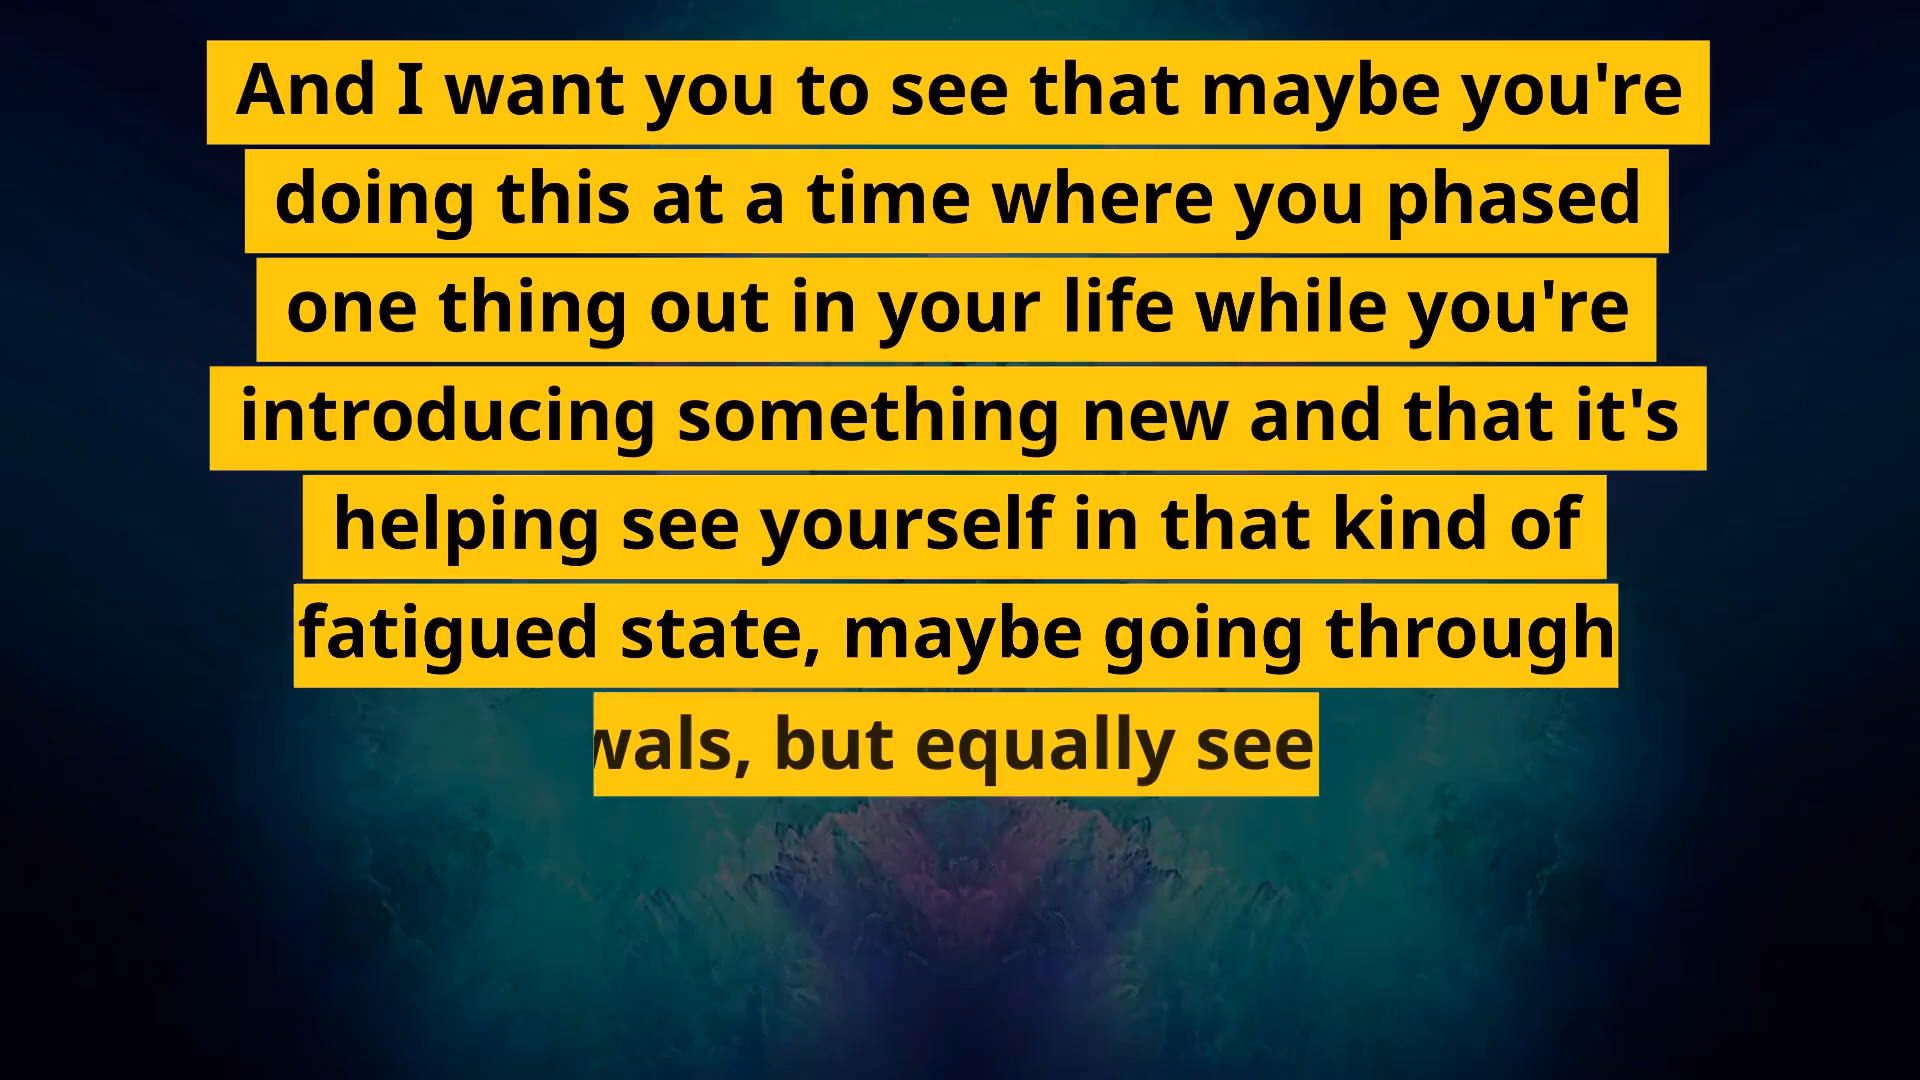 And I want you to see that maybe you're
doing this at a time where you phased
one thing out in your life while you're
introducing something new and that it's
helping see yourself in that kind of
fatigued state, maybe going through
but equally see